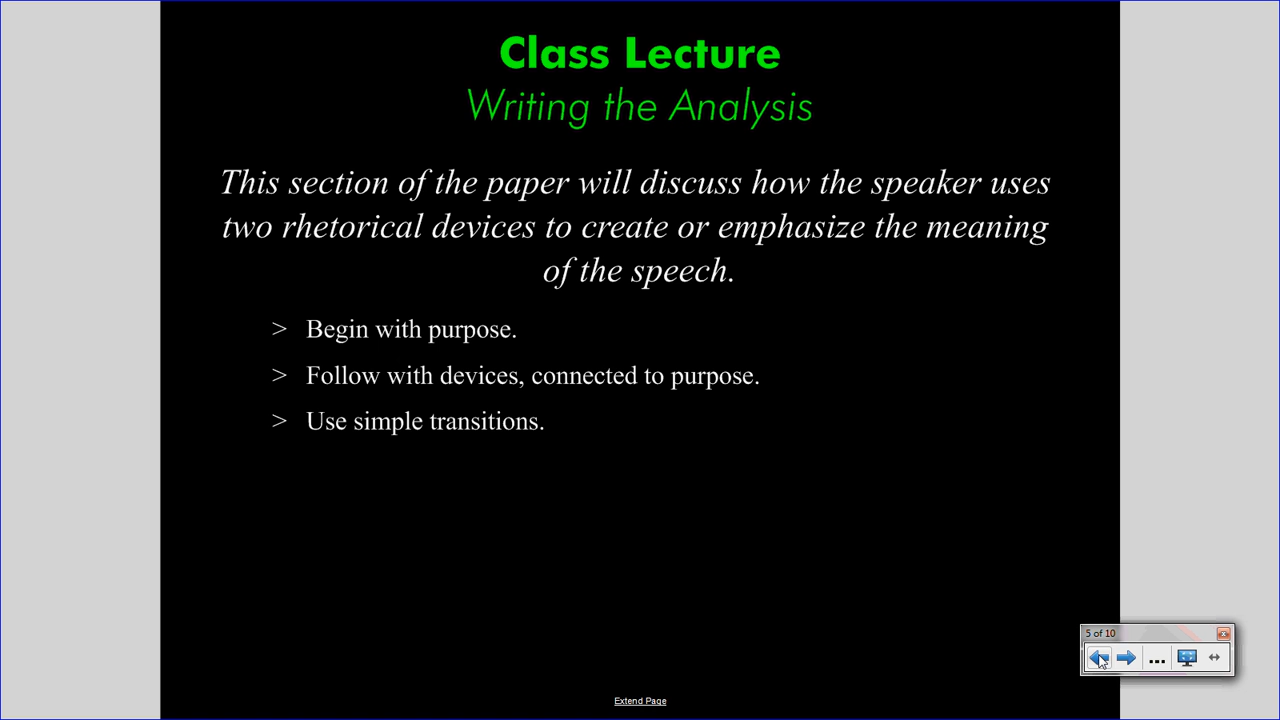 Class Lecture
Writing the Analysis
This section of the paper will discuss how the speaker uses
two rhetorical devices to create or emphasize the meaning
of the speech.
> Begin with purpose.
> Follow with devices, connected to purpose.
> Use simple transitions.
5 of 10
...
Extend Page